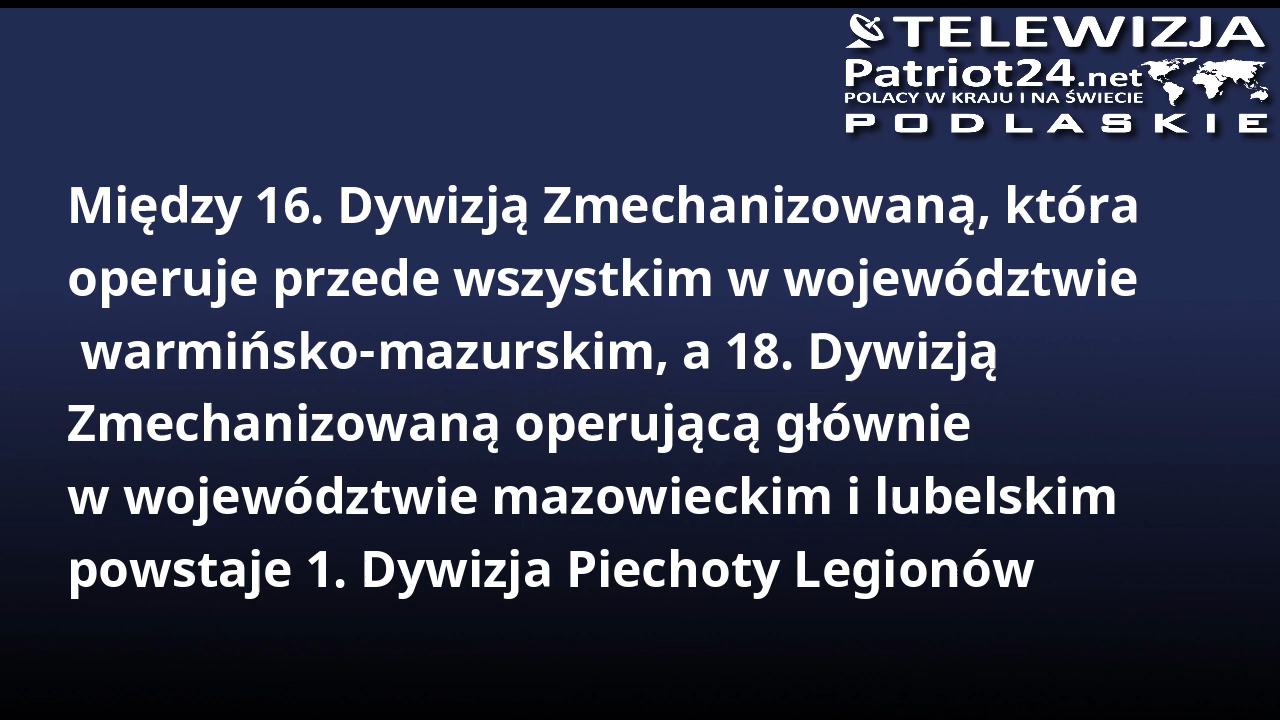 TELEWIZJA
Patriot24.net
POLACY W KRAJU I NA ŚWIECIE
PODLASKIE
Między 16. Dywizją Zmechanizowaną, która
operuje przede wszystkim w województwie
warmińsko-mazurskim, a 18. Dywizją
Zmechanizowaną operującą głównie
w województwie mazowieckim i lubelskim
powstaje 1. Dywizja Piechoty Legionów